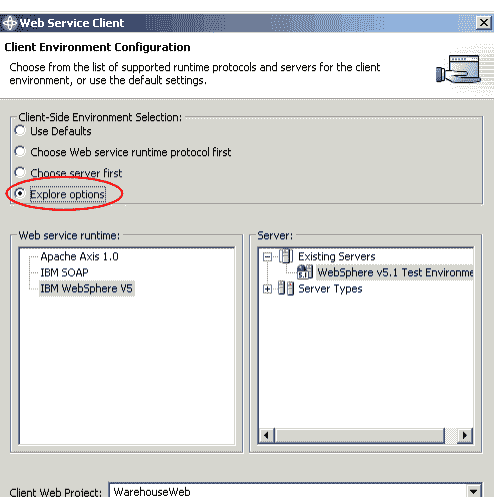 Web Service Client
Client Environment Configuration
Choose from the list of supported runtime protocols and servers for the client
environment, or use the default settings.
Client-Side Environment Selection:
Use Defaults
Choose Web service runtime protocol first
Choose server first
Explore options
Web service runtime:
Apache Axis 1.0
IBM SOAP
IBM WebSphere V5
Server:
Existing Servers
WebSphere v5.1 Test Environme
Server Types
Client Web Project: WarehouseWeb